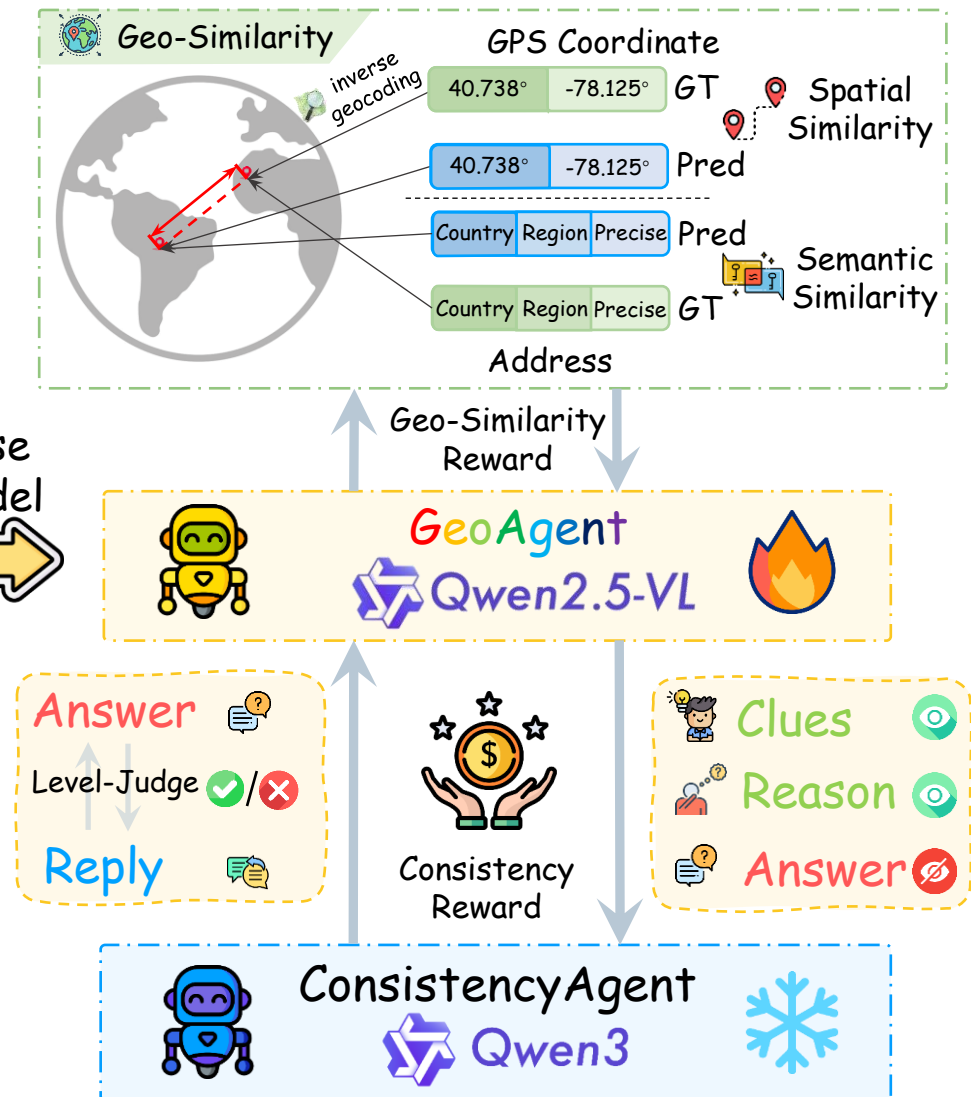 Geo-Similarity
GPS Coordinate
inverse
geocoding
40.738° -78.125° GT
Spatial
Similarity
40.738° -78.125° Pred
Country Region Precise Pred
Semantic
Similarity
Country Region Precise GT
Address
Geo-Similarity
Reward
GeoAgent
Qwen2.5-VL
Answer
Level-Judge /
Reply
$
Consistency
Reward
Clues
Reason
Answer
ConsistencyAgent
Qwen3